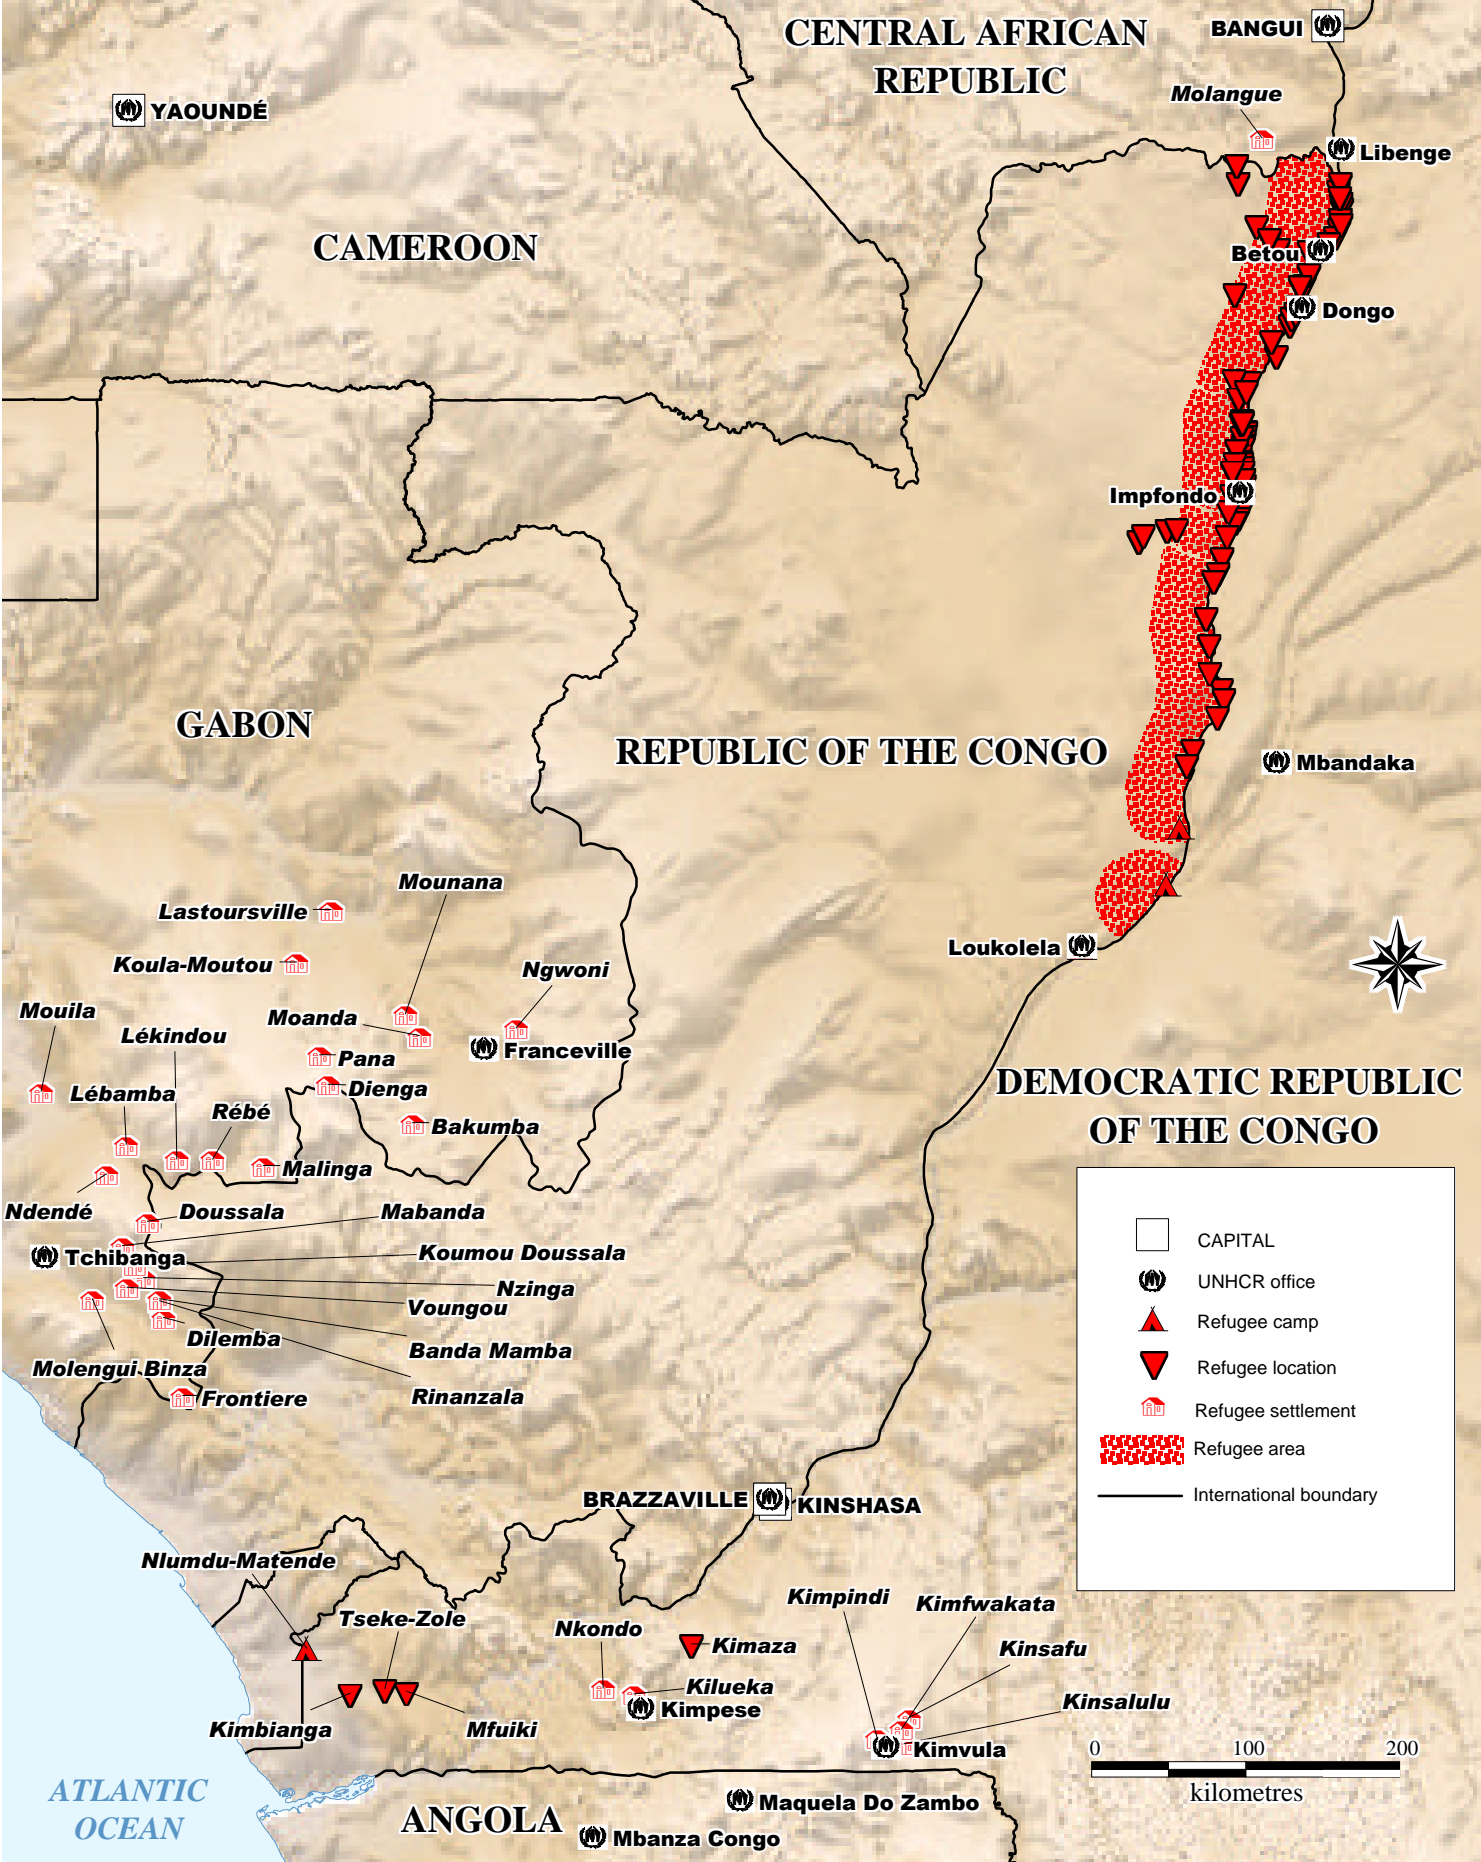 CENTRAL AFRICAN
REPUBLIC
BANGUI
YAOUNDÉ
Molangue
Libenge
CAMEROON
Betou
Dongo
Impfondo
GABON
REPUBLIC OF THE CONGO
Mbandaka
Mounana
Lastoursville
Loukolela
Koula-Moutou
Ngwoni
Mouila
Moanda
Lékindou
Franceville
Pana
DEMOCRATIC REPUBLIC
OF THE CONGO
Dienga
Lébamba
Rébé
Bakumba
Malinga
Ndendé
Doussala
Mabanda
Tchibanga
Koumou Doussala
Nzinga
Voungou
Dilemba
Banda Mamba
Molengui Binza
Rinanzala
Frontiere
CAPITAL
UNHCR office
Refugee camp
Refugee location
Refugee settlement
Refugee area
International boundary
BRAZZAVILLE
KINSHASA
Nlumdu-Matende
Tseke-Zole
Nkondo
Kimaza
Kimpindi
Kimfwakata
Kinsafu
Kilueka
Kimpese
Kinsalulu
Kimbianga
Mfuiki
Kimvula
0 100 200
kilometres
ATLANTIC
OCEAN
ANGOLA
Maquela Do Zambo
Mbanza Congo